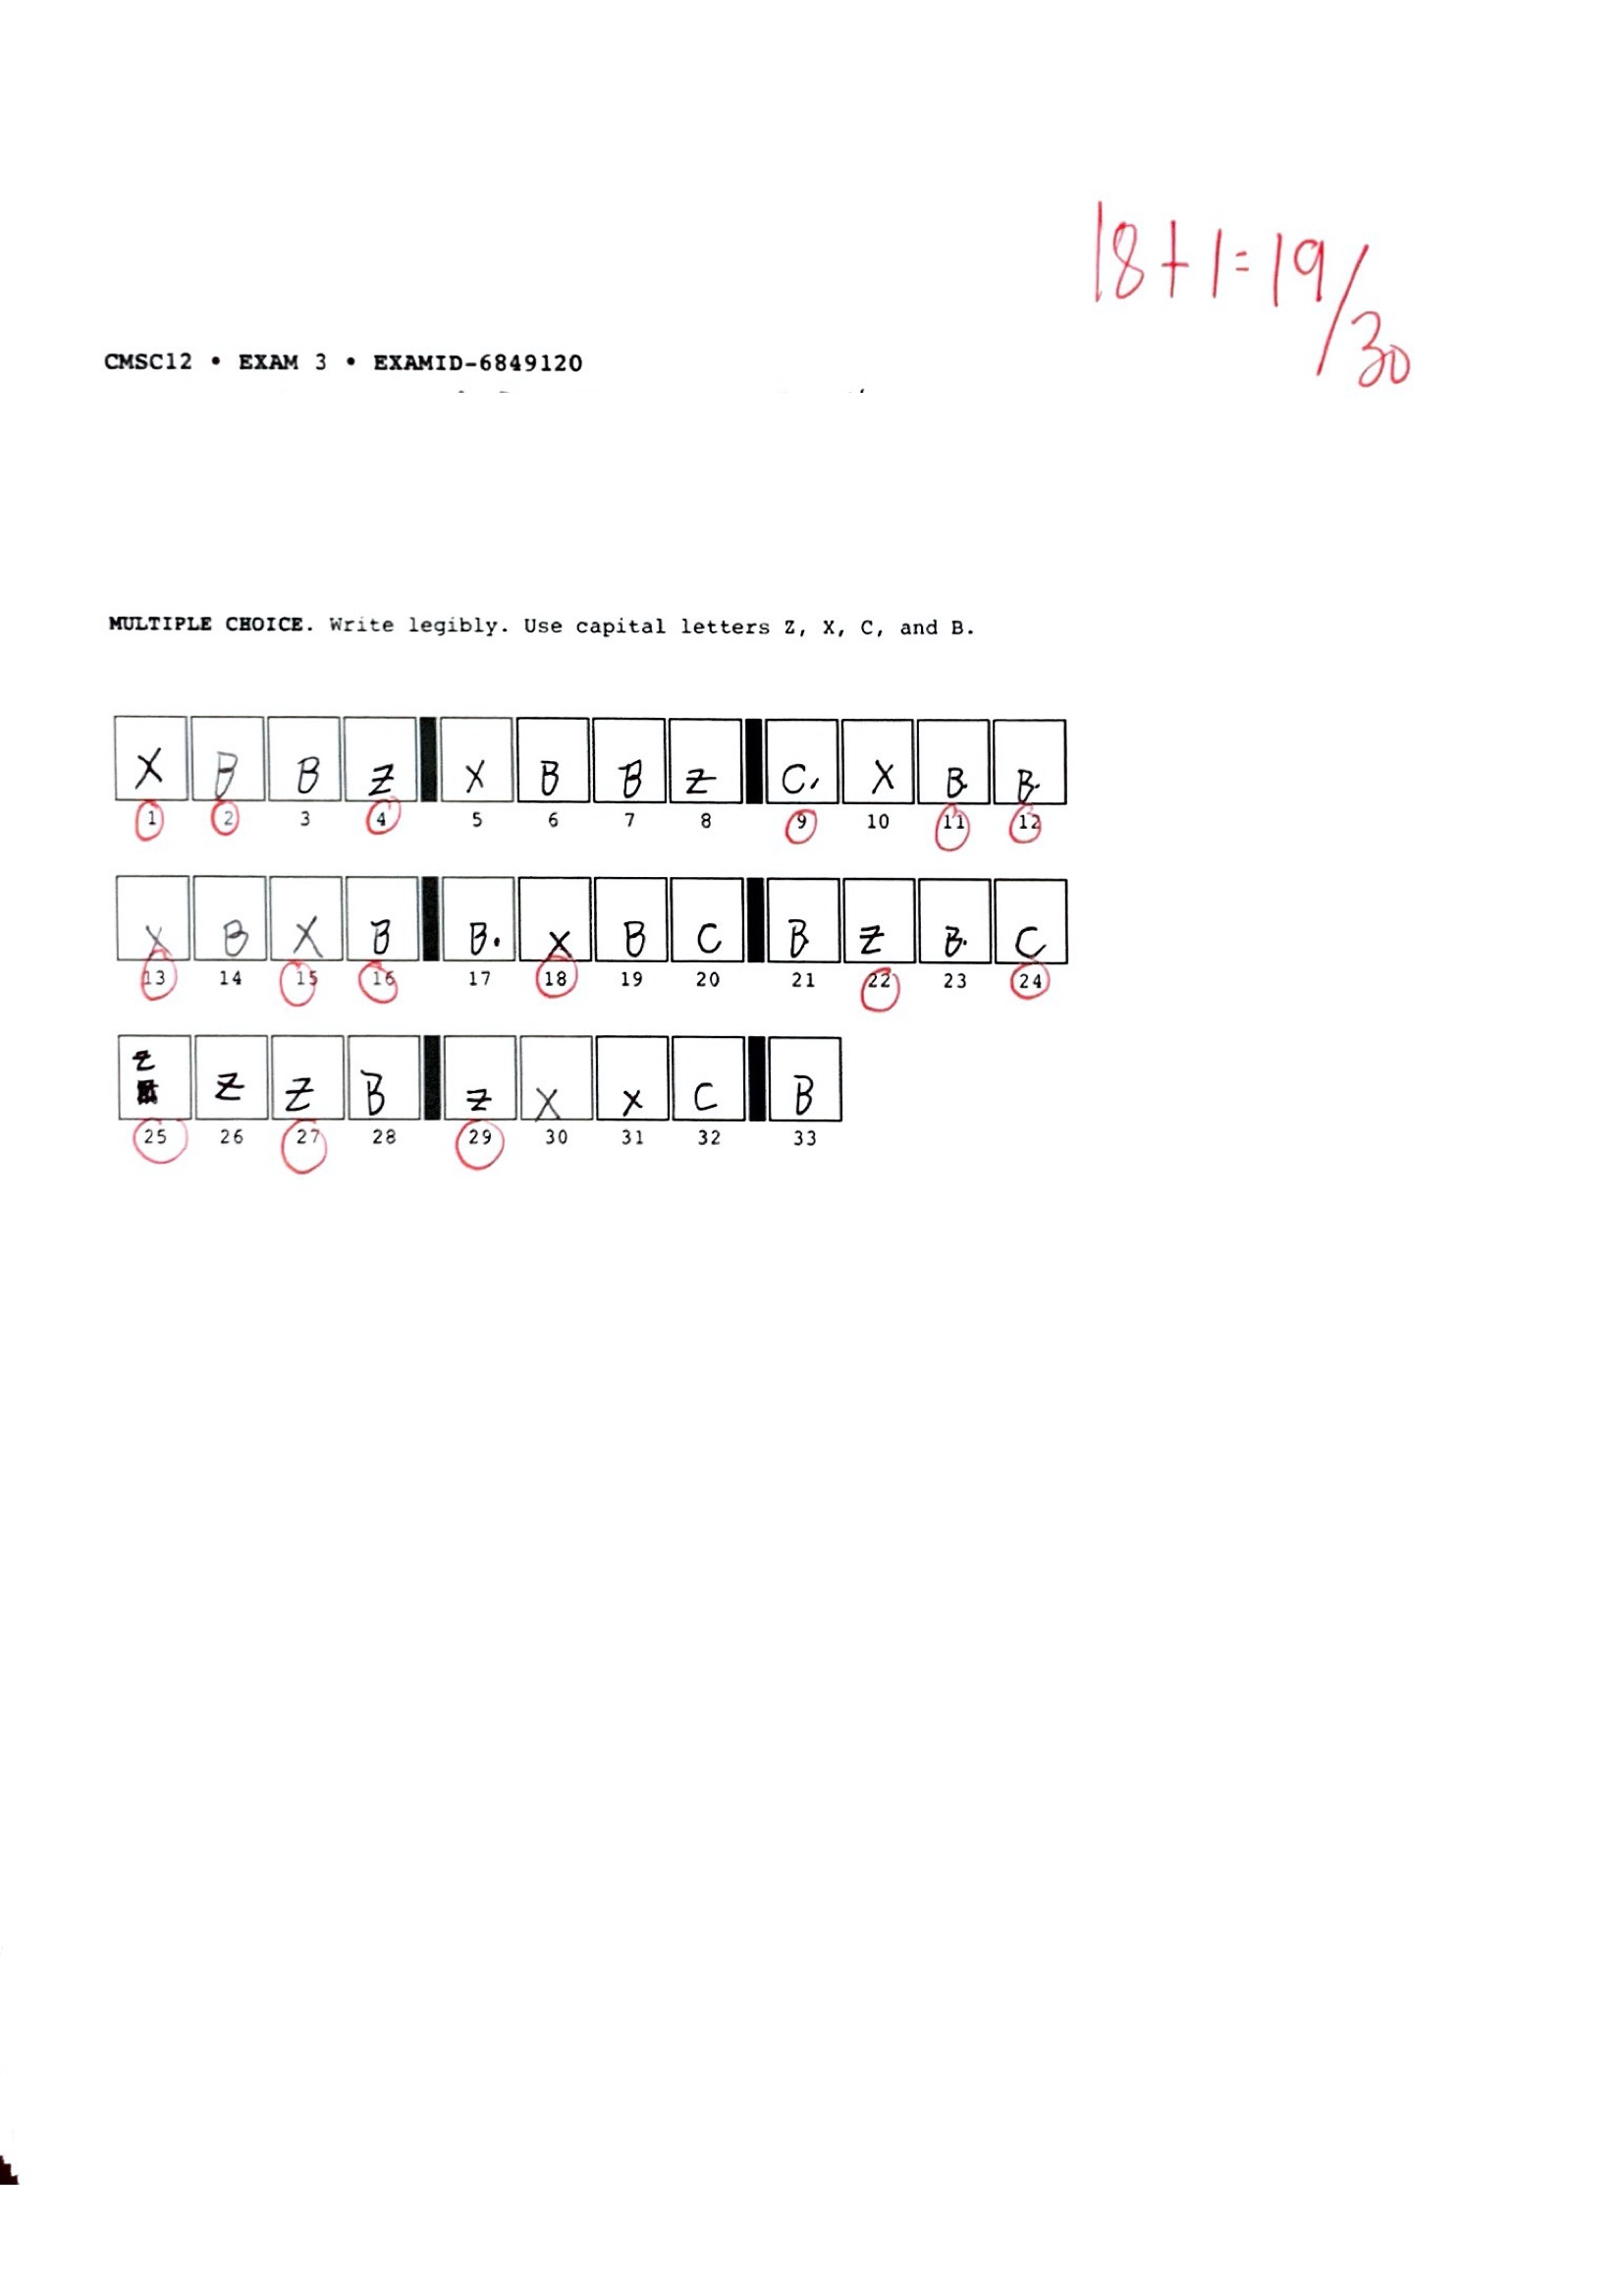 18+1=19/30
CMSC12 • EXAM 3 • EXAMID-6849120
MULTIPLE CHOICE. Write legibly. Use capital letters Z, X, C, and B.
X B B Z X B B Z C. X B. B.
1 2 3 4 5 6 7 8 9 10 11 12
X B X B B. X B C B Z B. C
13 14 15 16 17 18 19 20 21 22 23 24
Z Z Z B Z X X C B
25 26 27 28 29 30 31 32 33